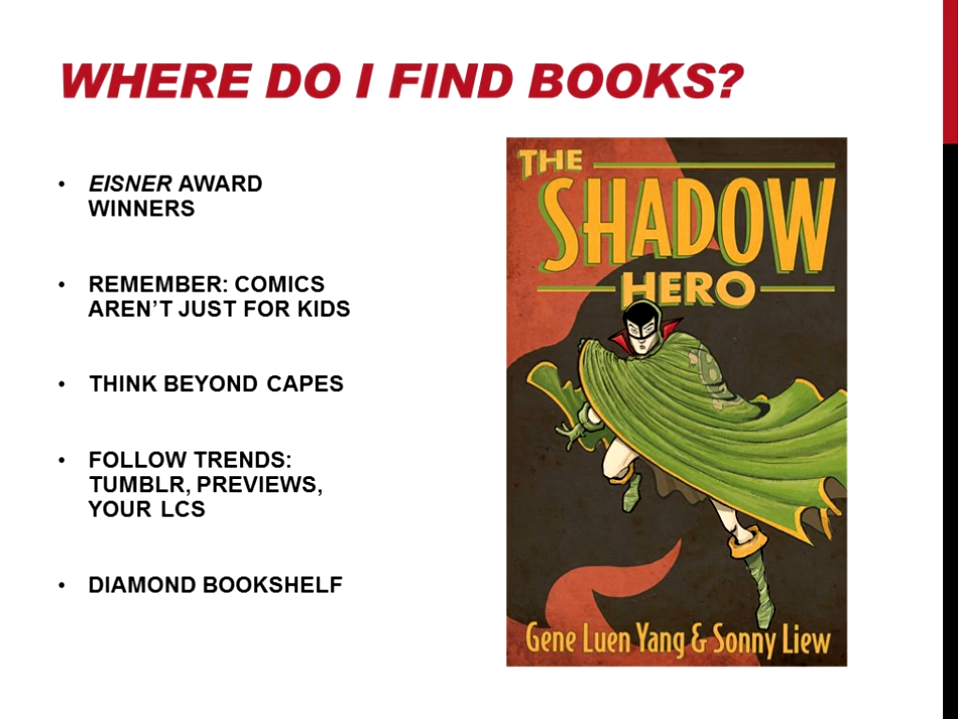 WHERE DO I FIND BOOKS?
• EISNER AWARD
WINNERS
• REMEMBER: COMICS
AREN’T JUST FOR KIDS
• THINK BEYOND CAPES
• FOLLOW TRENDS:
TUMBLR, PREVIEWS,
YOUR LCS
• DIAMOND BOOKSHELF
THE
SHADOW
HERO
Gene Luen Yang & Sonny Liew